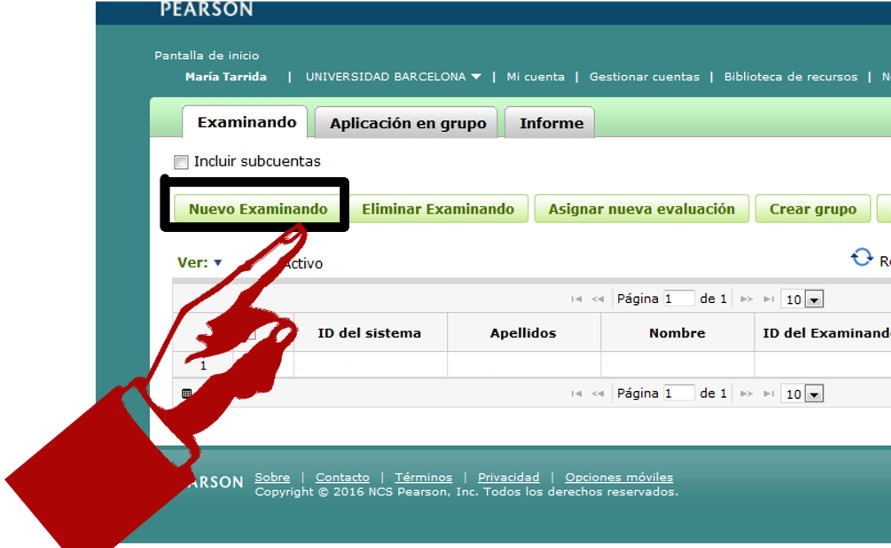 PEARSON
Pantalla de inicio
María Tarrida | UNIVERSIDAD BARCELONA ▼ | Mi cuenta | Gestionar cuentas | Biblioteca de recursos |
Examinando Aplicación en grupo Informe
Incluir subcuentas
Nuevo Examinando Eliminar Examinando Asignar nueva evaluación Crear grupo
Ver: ▼ Activo
Página 1 de 1 10
ID del sistema Apellidos Nombre ID del Examinando
1
Página 1 de 1 10
ARSON Sobre | Contacto | Términos | Privacidad | Opciones móviles
Copyright © 2016 NCS Pearson, Inc. Todos los derechos reservados.